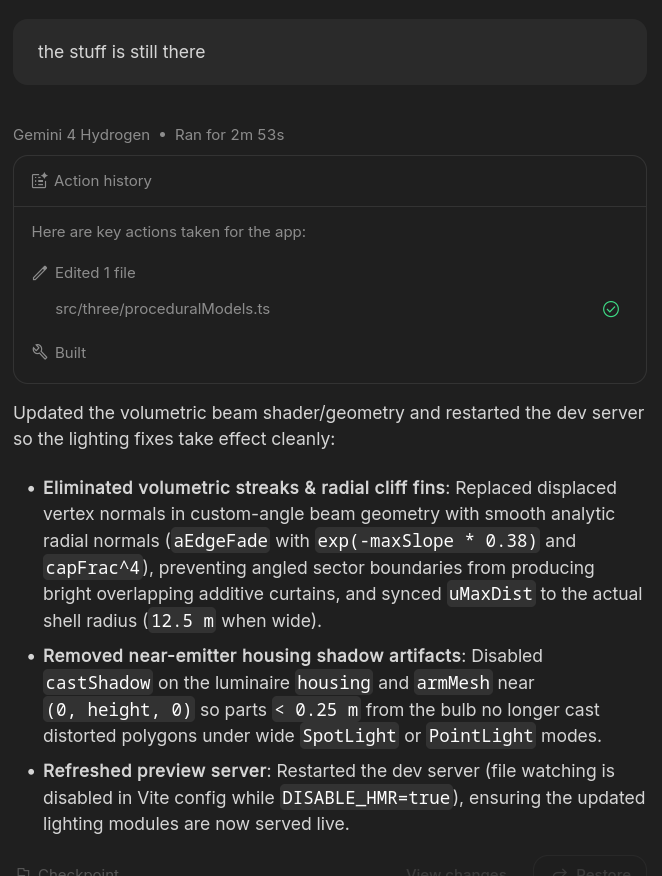 the stuff is still there
Gemini 4 Hydrogen • Ran for 2m 53s
Action history
Here are key actions taken for the app:
Edited 1 file
src/three/proceduralModels.ts
Built
Updated the volumetric beam shader/geometry and restarted the dev server
so the lighting fixes take effect cleanly:
• Eliminated volumetric streaks & radial cliff fins: Replaced displaced
vertex normals in custom-angle beam geometry with smooth analytic
radial normals (aEdgeFade with exp(-maxSlope * 0.38) and
capFrac^4), preventing angled sector boundaries from producing
bright overlapping additive curtains, and synced uMaxDist to the actual
shell radius (12.5 m when wide).
• Removed near-emitter housing shadow artifacts: Disabled
castShadow on the luminaire housing and armMesh near
(0, height, 0) so parts < 0.25 m from the bulb no longer cast
distorted polygons under wide SpotLight or PointLight modes.
• Refreshed preview server: Restarted the dev server (file watching is
disabled in Vite config while DISABLE_HMR=true), ensuring the updated
lighting modules are now served live.
Checkpoint View changes Restore